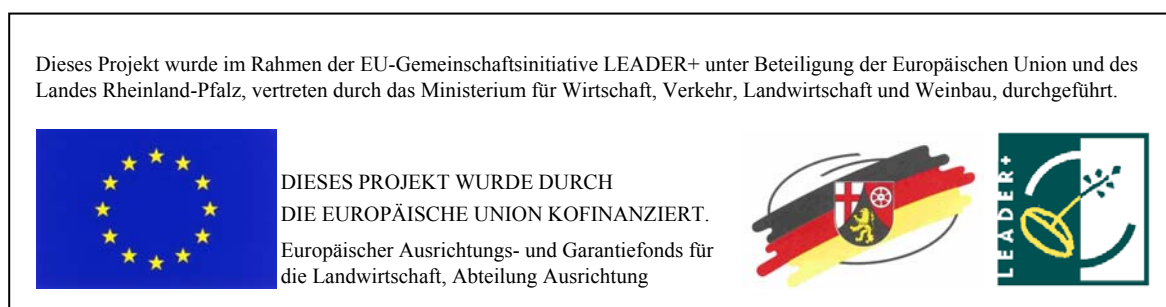 Dieses Projekt wurde im Rahmen der EU-Gemeinschaftsinitiative LEADER+ unter Beteiligung der Europäischen Union und des
Landes Rheinland-Pfalz, vertreten durch das Ministerium für Wirtschaft, Verkehr, Landwirtschaft und Weinbau, durchgeführt.
DIESES PROJEKT WURDE DURCH
DIE EUROPÄISCHE UNION KOFINANZIERT.
Europäischer Ausrichtungs- und Garantiefonds für
die Landwirtschaft, Abteilung Ausrichtung
LEADER+